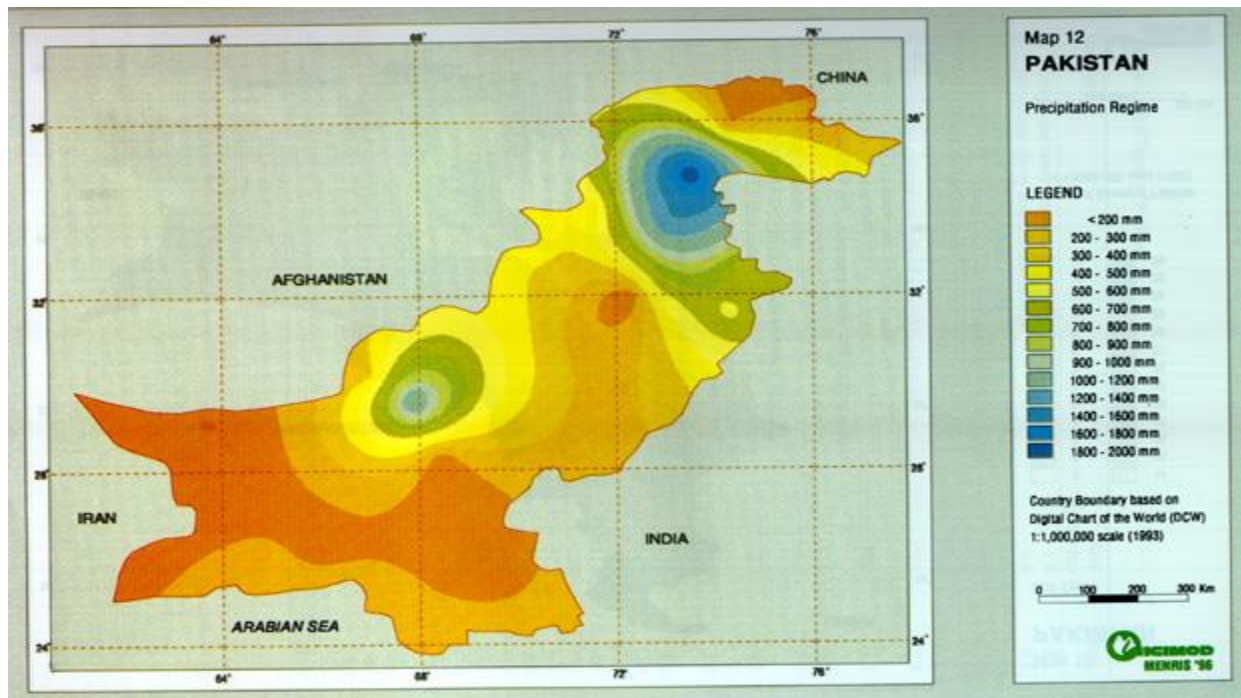 64°
68°
72°
76°
CHINA
36°
36°
AFGHANISTAN
32°
32°
28°
28°
IRAN
INDIA
ARABIAN SEA
24°
24°
64°
68°
72°
76°
Map 12
PAKISTAN
Precipitation Regime
LEGEND
< 200 mm
200 - 300 mm
300 - 400 mm
400 - 500 mm
500 - 600 mm
600 - 700 mm
700 - 800 mm
800 - 900 mm
900 - 1000 mm
1000 - 1200 mm
1200 - 1400 mm
1400 - 1600 mm
1600 - 1800 mm
1800 - 2000 mm
Country Boundary based on
Digital Chart of the World (DCW)
1:1,000,000 scale (1993)
0 100 200 300 Km
ICIMOD
MENRIS '96